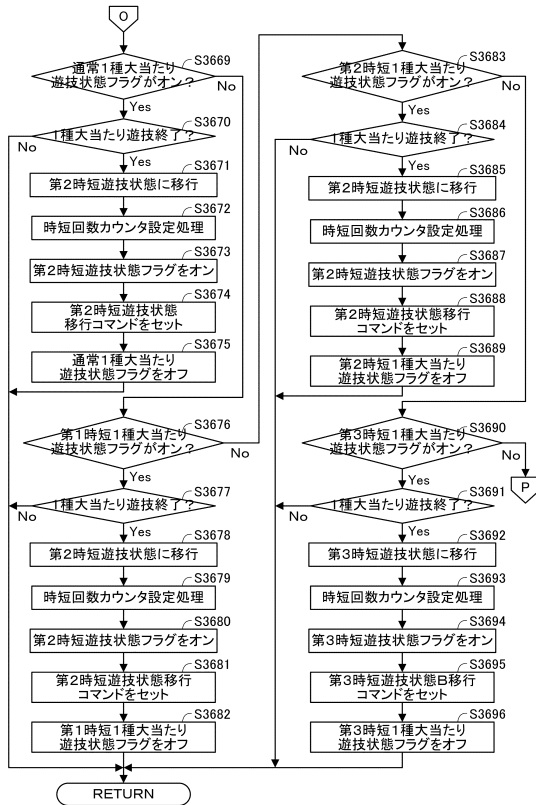 O
通常1種大当たり
遊技状態フラグがオン?
S3669
No
Yes
1種大当たり遊技終了?
S3670
No
Yes
第2時短遊技状態に移行
S3671
時短回数カウンタ設定処理
S3672
第2時短遊技状態フラグをオン
S3673
第2時短遊技状態
移行コマンドをセット
S3674
通常1種大当たり
遊技状態フラグをオフ
S3675
第1時短1種大当たり
遊技状態フラグがオン?
S3676
No
Yes
1種大当たり遊技終了?
S3677
No
Yes
第2時短遊技状態に移行
S3678
時短回数カウンタ設定処理
S3679
第2時短遊技状態フラグをオン
S3680
第2時短遊技状態移行
コマンドをセット
S3681
第1時短1種大当たり
遊技状態フラグをオフ
S3682
RETURN
第2時短1種大当たり
遊技状態フラグがオン?
S3683
No
Yes
1種大当たり遊技終了?
S3684
No
Yes
第2時短遊技状態に移行
S3685
時短回数カウンタ設定処理
S3686
第2時短遊技状態フラグをオン
S3687
第2時短遊技状態移行
コマンドをセット
S3688
第2時短1種大当たり
遊技状態フラグをオフ
S3689
第3時短1種大当たり
遊技状態フラグがオン?
S3690
No
P
Yes
1種大当たり遊技終了?
S3691
No
Yes
第3時短遊技状態に移行
S3692
時短回数カウンタ設定処理
S3693
第3時短遊技状態フラグをオン
S3694
第3時短遊技状態B移行
コマンドをセット
S3695
第3時短1種大当たり
遊技状態フラグをオフ
S3696